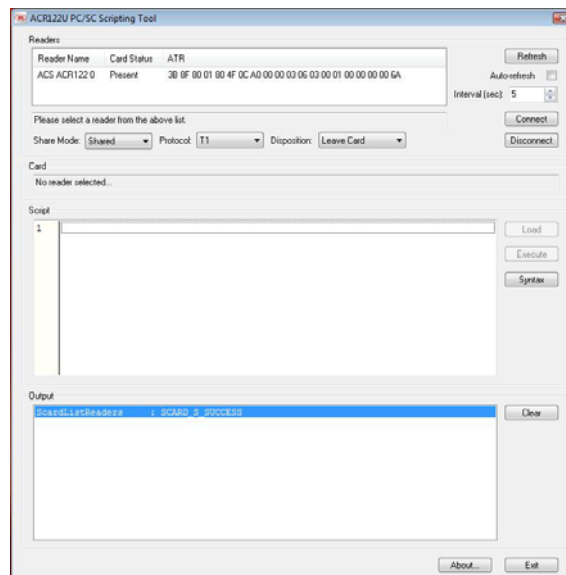 ACR122U PC/SC Scripting Tool
Readers
Reader Name Card Status ATR
ACS ACR122 0 Present 3B 8F 80 01 80 4F 0C A0 00 00 03 06 03 00 01 00 00 00 00 6A
Refresh
Auto-refresh
Interval (sec): 5
Please select a reader from the above list.
Connect
Share Mode: Shared Protocol: T1 Disposition: Leave Card
Disconnect
Card
No reader selected...
Script
1
Load
Execute
Syntax
Output
ScardListReaders : SCARD_S_SUCCESS
Clear
About... Exit